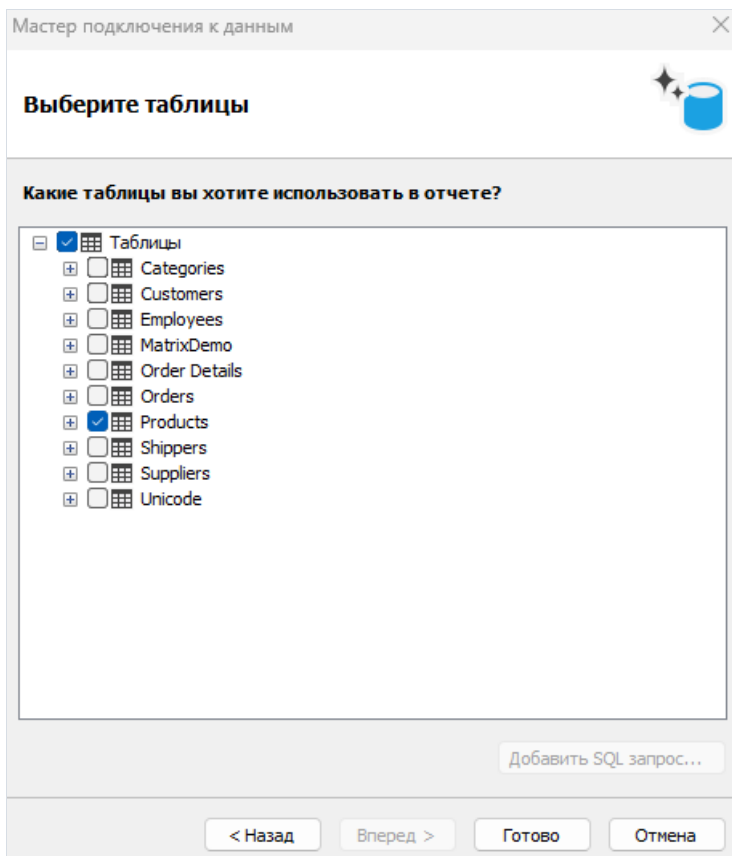 Мастер подключения к данным
Выберите таблицы
Какие таблицы вы хотите использовать в отчете?
Таблицы
Categories
Customers
Employees
MatrixDemo
Order Details
Orders
Products
Shippers
Suppliers
Unicode
Добавить SQL запрос...
< Назад
Вперед >
Готово
Отмена